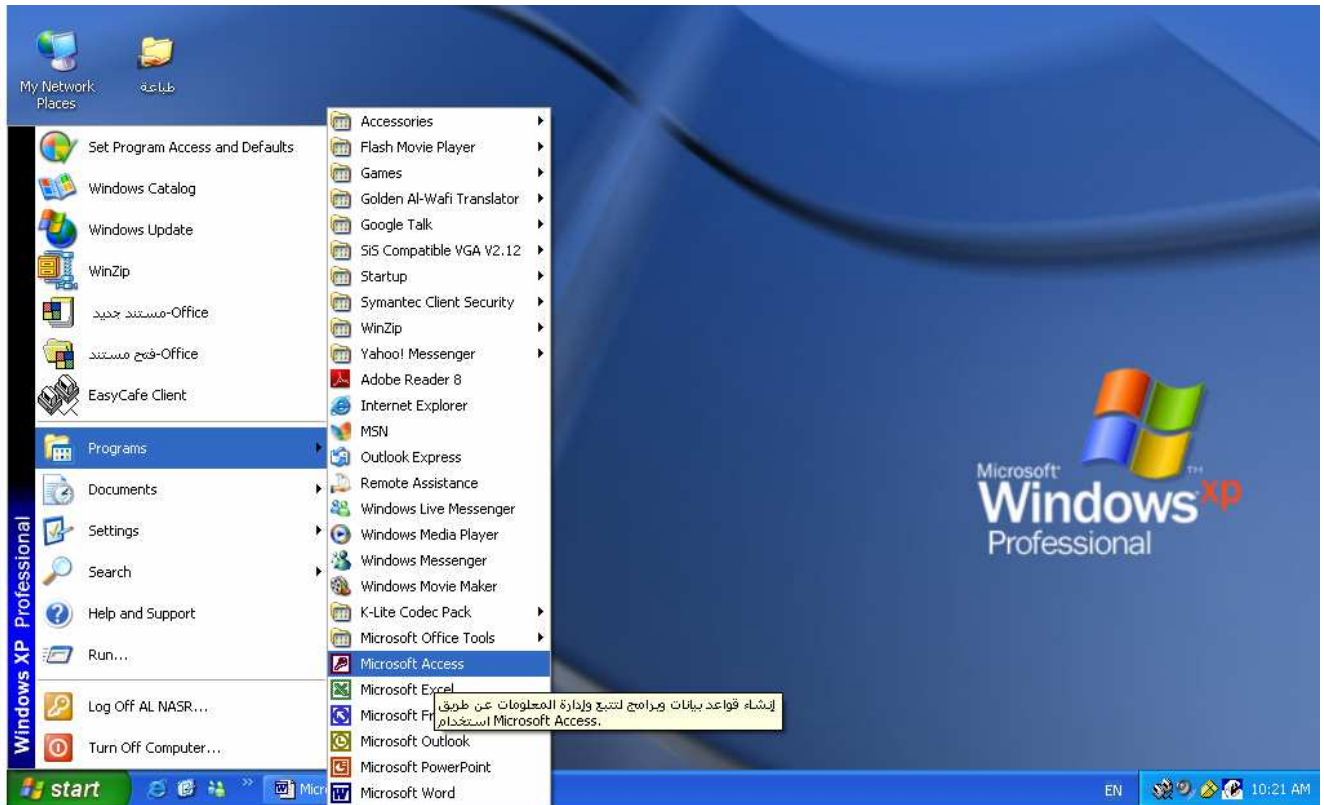 My Network
Places
طباعة
Set Program Access and Defaults
Windows Catalog
Windows Update
WinZip
Office-مستند جديد
Office-فتح مستند
EasyCafe Client
Programs
Documents
Settings
Search
Help and Support
Run...
Log Off AL NASR...
Turn Off Computer...
Windows XP Professional
Accessories
Flash Movie Player
Games
Golden Al-Wafi Translator
Google Talk
SiS Compatible VGA V2.12
Startup
Symantec Client Security
WinZip
Yahoo! Messenger
Adobe Reader 8
Internet Explorer
MSN
Outlook Express
Remote Assistance
Windows Live Messenger
Windows Media Player
Windows Messenger
Windows Movie Maker
K-Lite Codec Pack
Microsoft Office Tools
Microsoft Access
Microsoft Excel
Microsoft Fr
Microsoft Outlook
Microsoft PowerPoint
Microsoft Word
إنشاء قواعد بيانات وبرامج لتتبع وإدارة المعلومات عن طريق
استخدام Microsoft Access.
Microsoft
Windows xp
TM
Professional
start
Micr
EN
10:21 AM